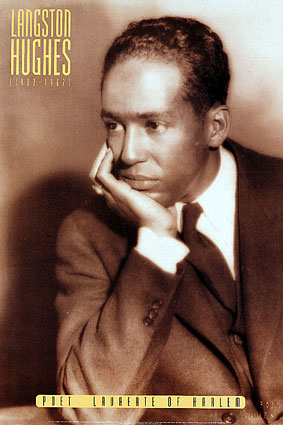 LANGSTON
HUGHES
[1902-1967]
POET LAUREATE OF HARLEM